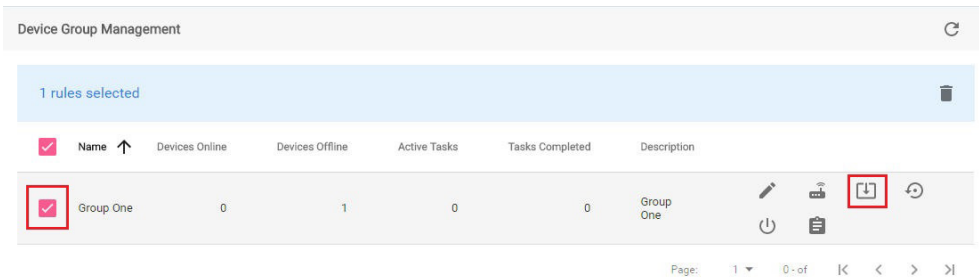 Device Group Management
1 rules selected
Name Devices Online Devices Offline Active Tasks Tasks Completed Description
Group One 0 1 0 0 Group
One
Page: 1 0 - of